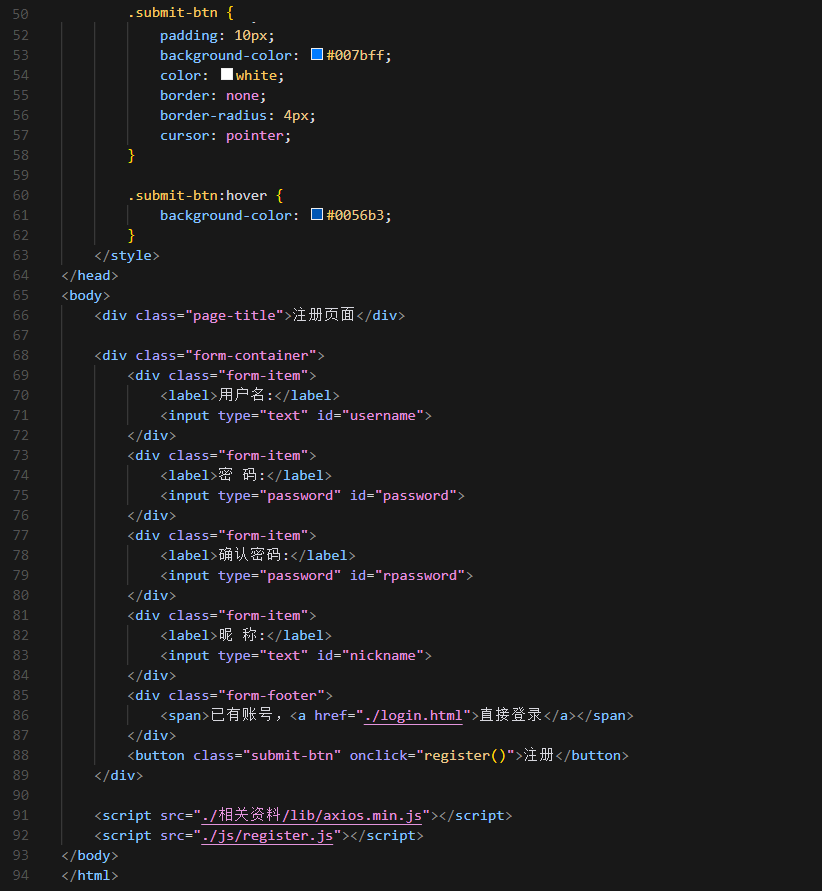 50 .submit-btn {
52 padding: 10px;
53 background-color: #007bff;
54 color: white;
55 border: none;
56 border-radius: 4px;
57 cursor: pointer;
58 }
59
60 .submit-btn:hover {
61 background-color: #0056b3;
62 }
63 </style>
64 </head>
65 <body>
66 <div class="page-title">注册页面</div>
67
68 <div class="form-container">
69 <div class="form-item">
70 <label>用户名:</label>
71 <input type="text" id="username">
72 </div>
73 <div class="form-item">
74 <label>密 码:</label>
75 <input type="password" id="password">
76 </div>
77 <div class="form-item">
78 <label>确认密码:</label>
79 <input type="password" id="rpassword">
80 </div>
81 <div class="form-item">
82 <label>昵 称:</label>
83 <input type="text" id="nickname">
84 </div>
85 <div class="form-footer">
86 <span>已有账号，<a href="./login.html">直接登录</a></span>
87 </div>
88 <button class="submit-btn" onclick="register()">注册</button>
89 </div>
90
91 <script src="./相关资料/lib/axios.min.js"></script>
92 <script src="./js/register.js"></script>
93 </body>
94 </html>